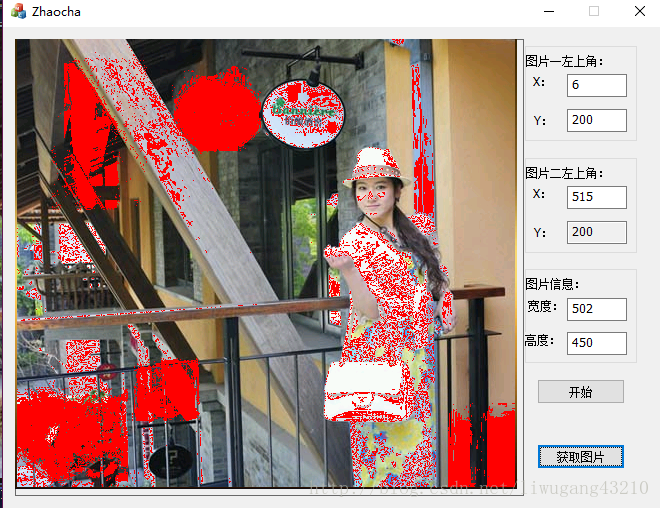 Zhaocha
图片一左上角:
X: 6
Y: 200
图片二左上角:
X: 515
Y: 200
图片信息:
宽度: 502
高度: 450
开始
获取图片
http://blog.csdn.net/liwugang43210